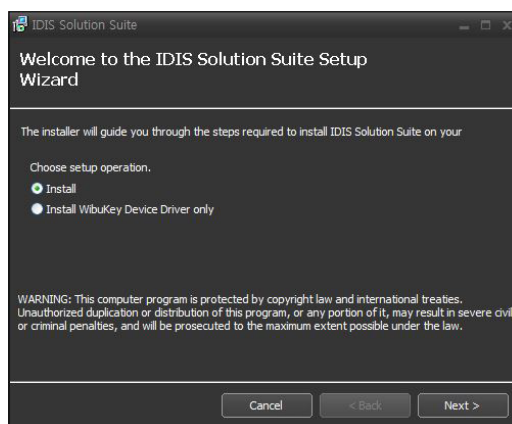 IDIS Solution Suite
Welcome to the IDIS Solution Suite Setup
Wizard
The installer will guide you through the steps required to install IDIS Solution Suite on your
Choose setup operation.
Install
Install WibuKey Device Driver only
WARNING: This computer program is protected by copyright law and international treaties.
Unauthorized duplication or distribution of this program, or any portion of it, may result in severe civil
or criminal penalties, and will be prosecuted to the maximum extent possible under the law.
Cancel
< Back
Next >